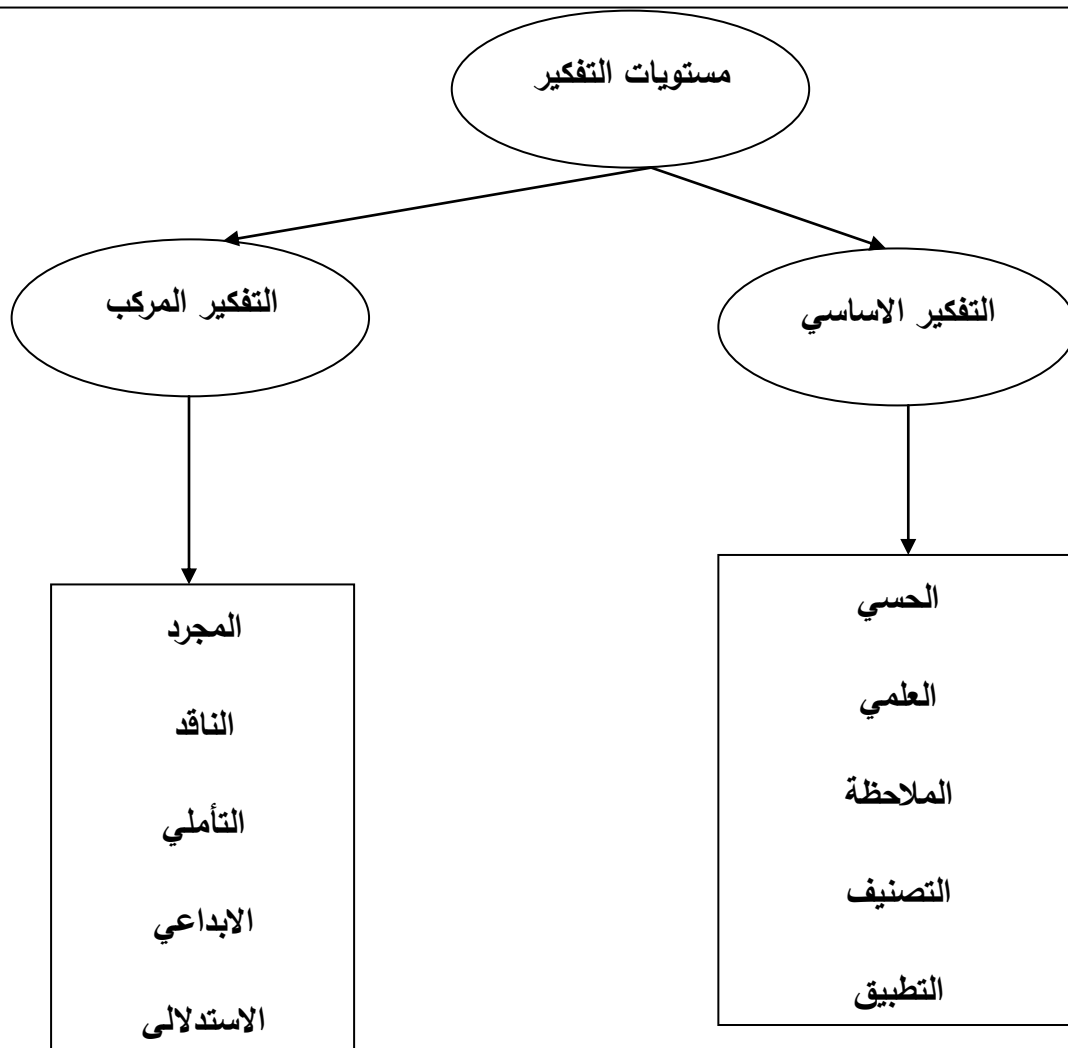 مستويات التفكير
التفكير الاساسي
التفكير المركب
الحسي
العلمي
الملاحظة
التصنيف
التطبيق
المجرد
الناقد
التأملي
الابداعي
الاستدلالي